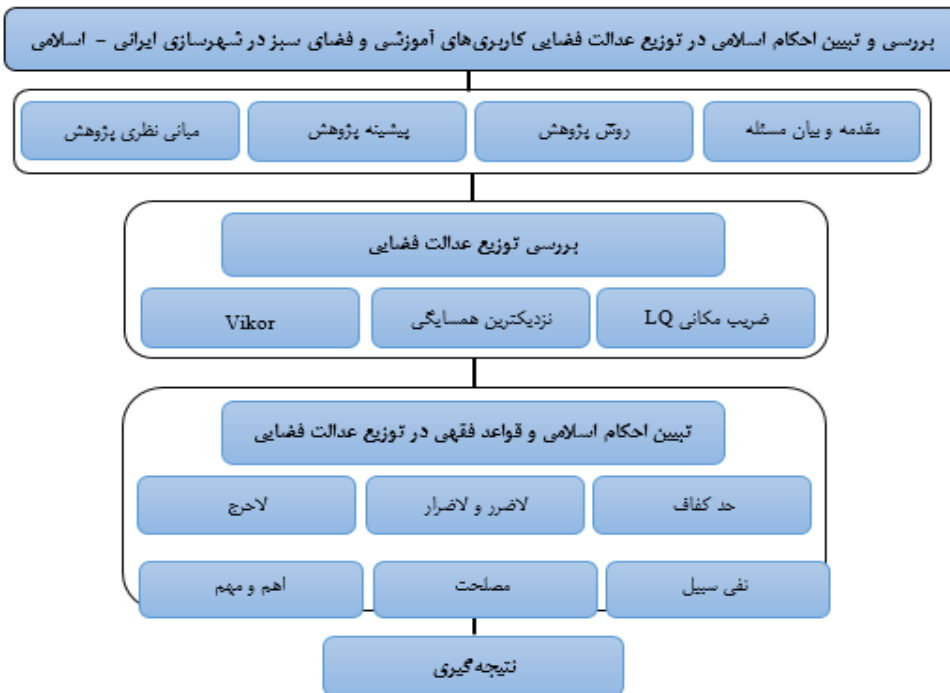 بررسی و تبیین احکام اسلامی در توزیع عدالت فضایی کاربری‌های آموزشی و فضای سبز در شهرسازی ایرانی – اسلامی
مقدمه و بیان مسئله
روش پژوهش
پیشینه پژوهش
مبانی نظری پژوهش
بررسی توزیع عدالت فضایی
ضریب مکانی LQ
نزدیکترین همسایگی
Vikor
تبیین احکام اسلامی و قواعد فقهی در توزیع عدالت فضایی
حد کفاف
لاضرر و لاضرار
لاحرج
نفی سبیل
مصلحت
اهم و مهم
نتیجه‌گیری